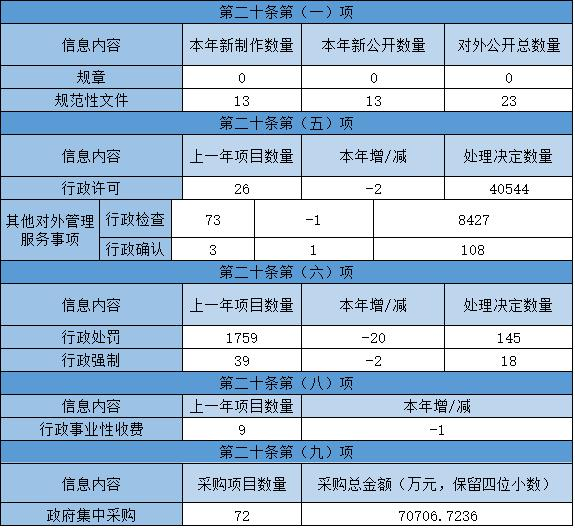 第二十条第（一）项
信息内容 本年新制作数量 本年新公开数量 对外公开总数量
规章 0 0 0
规范性文件 13 13 23
第二十条第（五）项
信息内容 上一年项目数量 本年增/减 处理决定数量
行政许可 26 -2 40544
其他对外管理服务事项 行政检查 73 -1 8427
行政确认 3 1 108
第二十条第（六）项
信息内容 上一年项目数量 本年增/减 处理决定数量
行政处罚 1759 -20 145
行政强制 39 -2 18
第二十条第（八）项
信息内容 上一年项目数量 本年增/减
行政事业性收费 9 -1
第二十条第（九）项
信息内容 采购项目数量 采购总金额（万元，保留四位小数）
政府集中采购 72 70706.7236